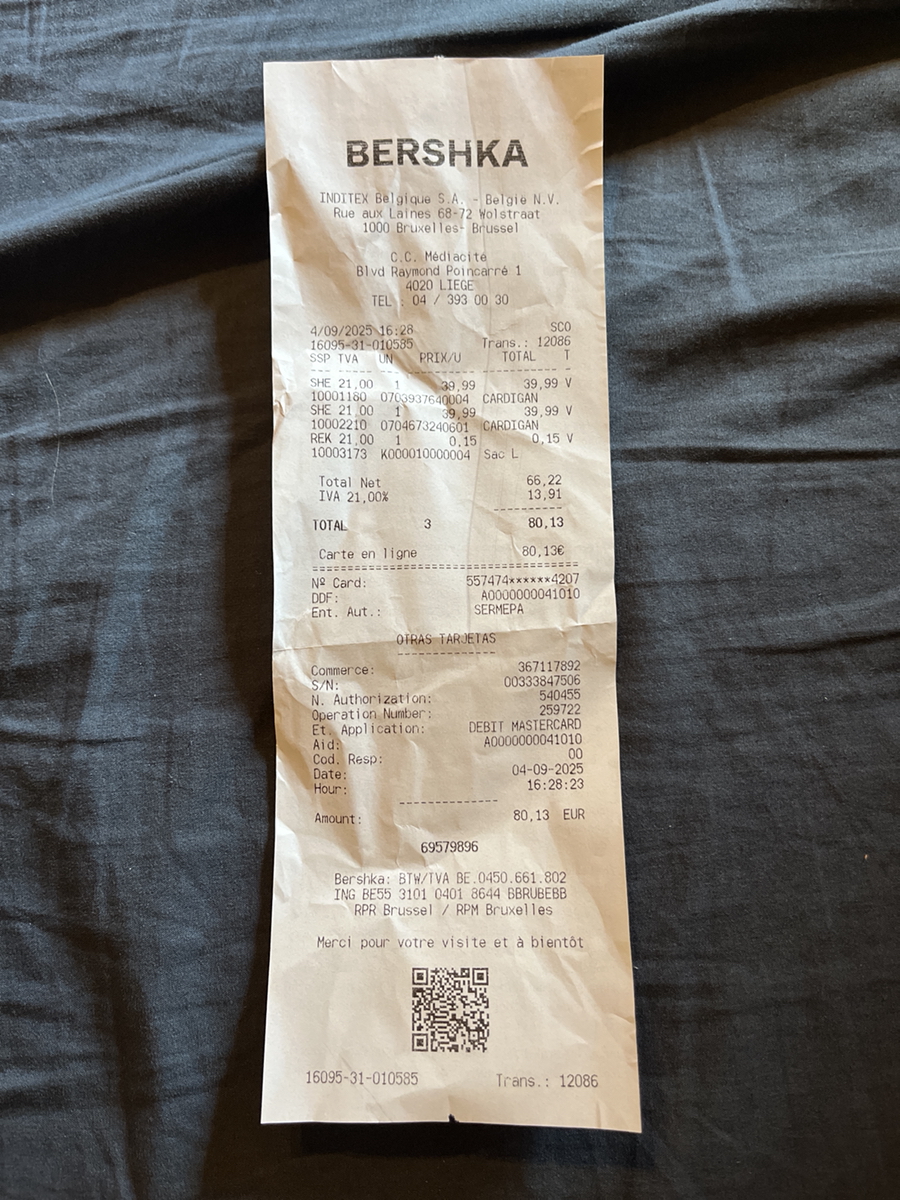 BERSHKA
INDITEX Belgique S.A. - Belgie N.V.
Rue aux Laines 68-72 Wolstraat
1000 Bruxelles- Brussel
C.C. Médiacité
Blvd Raymond Poincarré 1
4020 LIEGE
TEL : 04 / 393 00 30
4/09/2025 16:28 SCO
16095-31-010585 Trans.: 12086
SSP TVA UN PRIX/U TOTAL T
SHE 21,00 1 39,99 39,99 V
10001180 0703937640004 CARDIGAN
SHE 21,00 1 39,99 39,99 V
10002210 0704673240601 CARDIGAN
REK 21,00 1 0,15 0,15 V
10003173 K000010000004 Sac L
Total Net 66,22
IVA 21,00% 13,91
TOTAL 3 80,13
Carte en ligne 80,13€
Nº Card: 557474******4207
DDF: A0000000041010
Ent. Aut.: SERMEPA
OTRAS TARJETAS
Commerce: 367117892
S/N: 00333847506
N. Authorization: 540455
Operation Number: 259722
Et. Application: DEBIT MASTERCARD
Aid: A0000000041010
Cod. Resp: 00
Date: 04-09-2025
Hour: 16:28:23
Amount: 80,13 EUR
69579896
Bershka: BTW/TVA BE.0450.661.802
ING BE55 3101 0401 8644 BBRUBEBB
RPR Brussel / RPM Bruxelles
Merci pour votre visite et à bientôt
16095-31-010585 Trans.: 12086